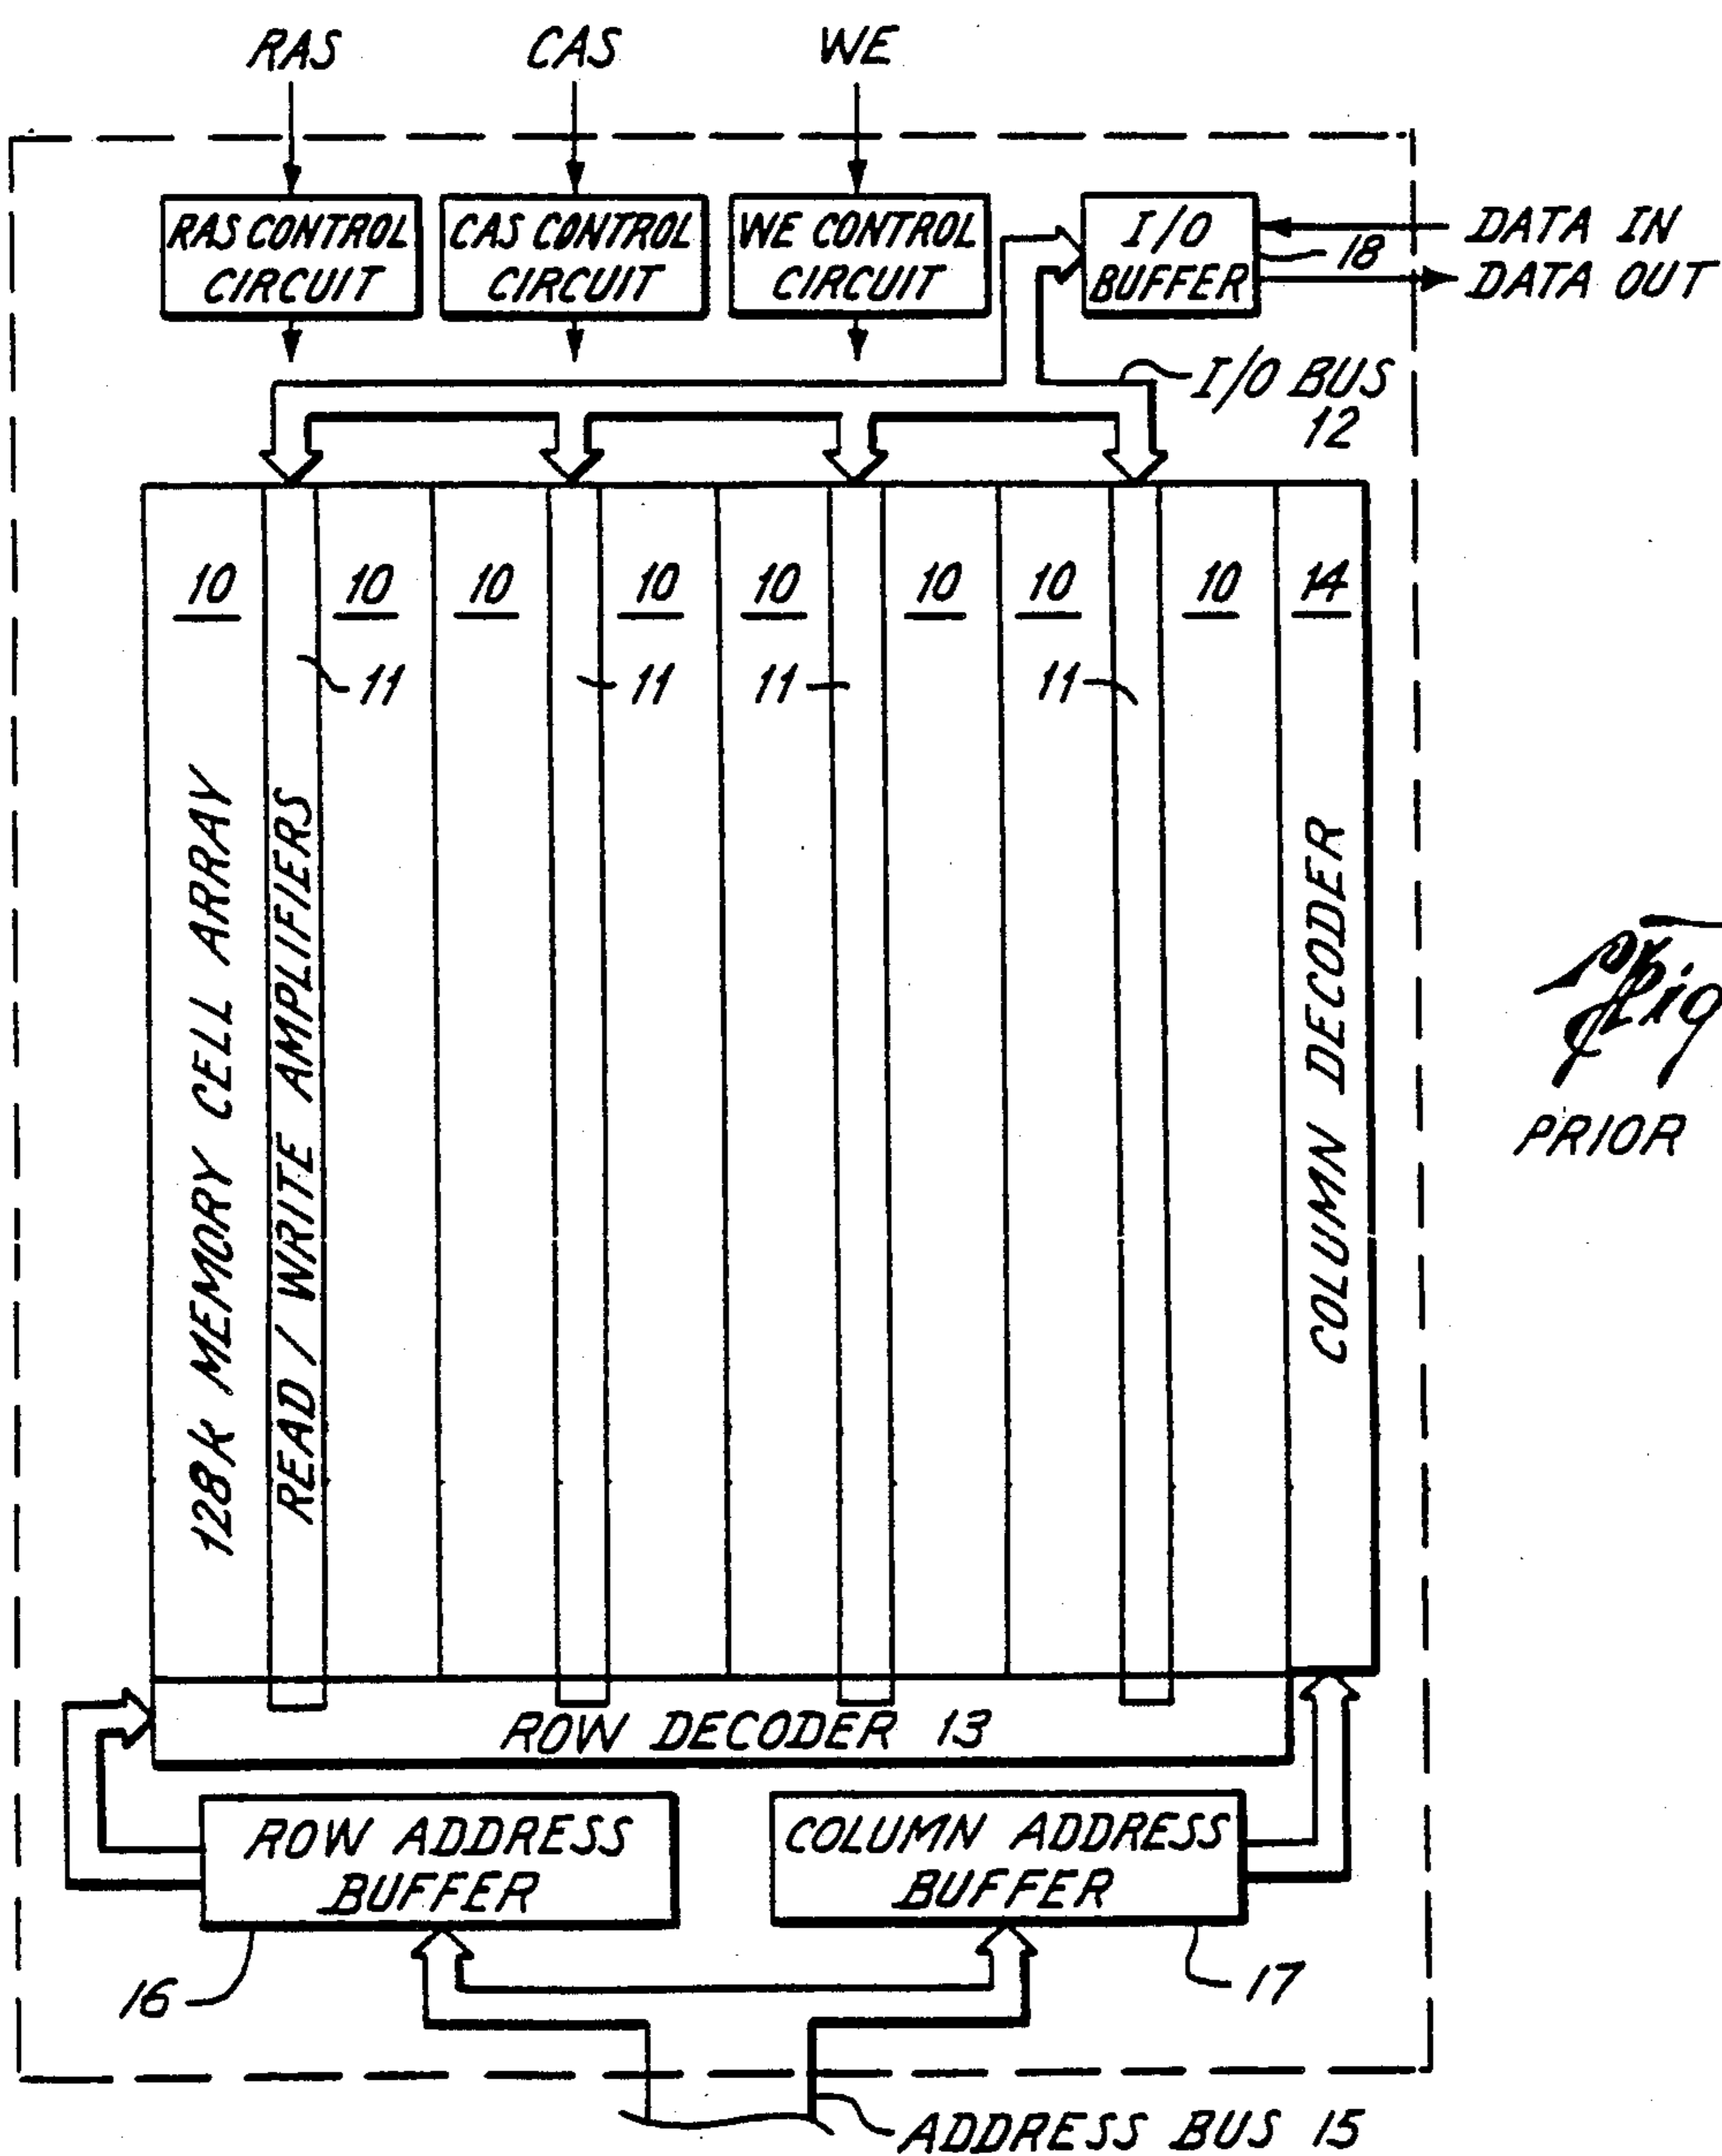 RAS CAS WE
RAS CONTROL CIRCUIT
CAS CONTROL CIRCUIT
WE CONTROL CIRCUIT
I/O BUFFER
18
DATA IN
DATA OUT
I/O BUS
12
10 10 10 10 10 10 10 10 14
11 11 11 11
128K MEMORY CELL ARRAY
READ / WRITE AMPLIFIERS
COLUMN DECODER
Fig
PRIOR
ROW DECODER 13
ROW ADDRESS
BUFFER
COLUMN ADDRESS
BUFFER
16
17
ADDRESS BUS 15